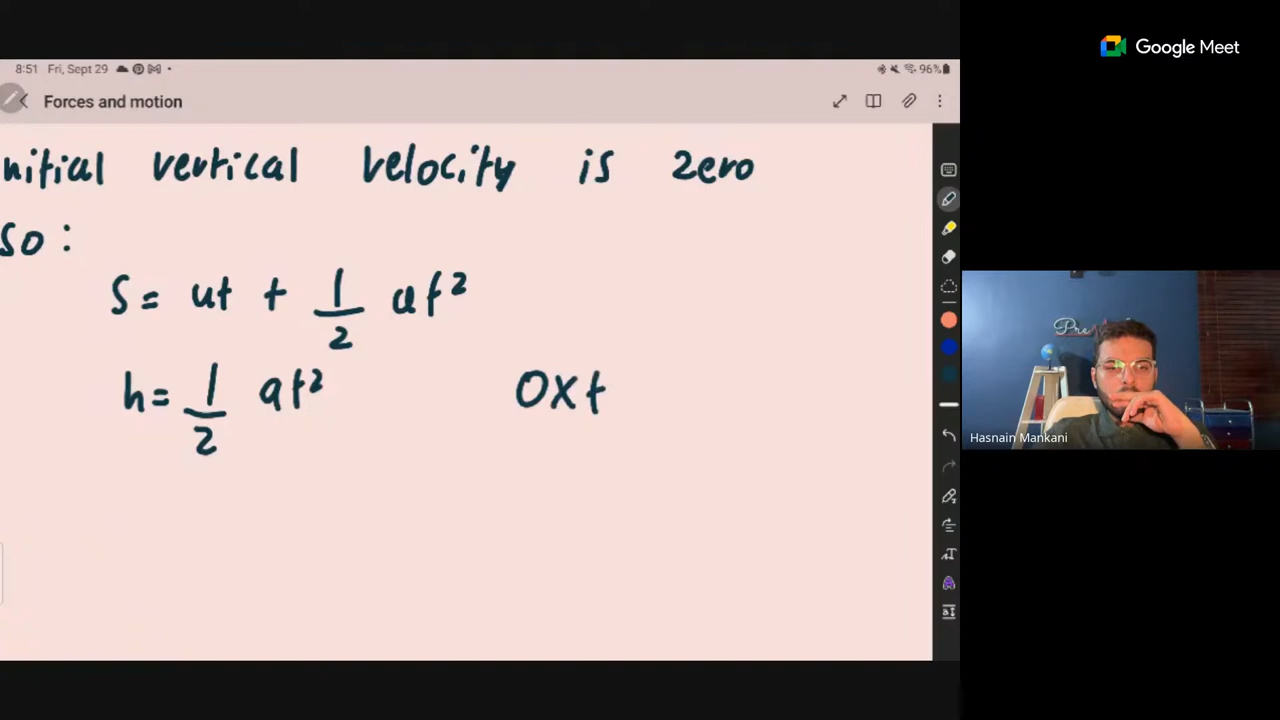 Google Meet
8:51 Fri, Sept 29
96%
Forces and motion
nitial vertical velocity is zero
so:
S = ut + 1/2 at²
h = 1/2 at² 0xt
Hasnain Mankani